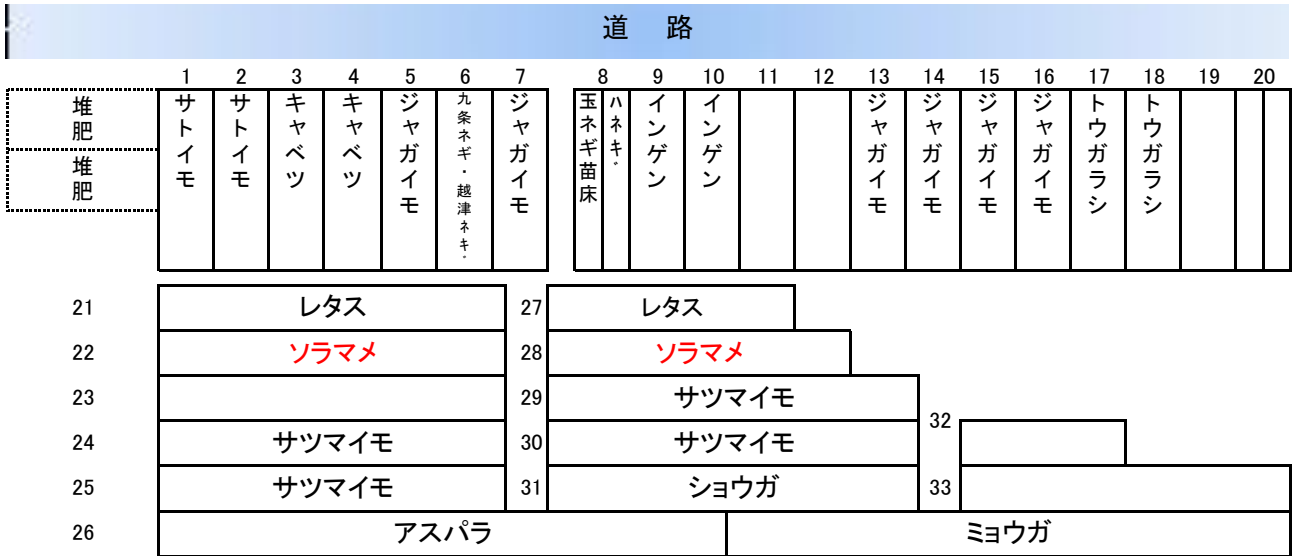 道 路
1 2 3 4 5 6 7 8 9 10 11 12 13 14 15 16 17 18 19 20
堆肥
堆肥
サトイモ
サトイモ
キャベツ
キャベツ
ジャガイモ
九条ネギ・越津ネギ
ジャガイモ
玉ネギ苗床
ハネギ
インゲン
インゲン
ジャガイモ
ジャガイモ
ジャガイモ
ジャガイモ
トウガラシ
トウガラシ
21 レタス 27 レタス
22 ソラマメ 28 ソラマメ
23 29 サツマイモ
32
24 サツマイモ 30 サツマイモ
25 サツマイモ 31 ショウガ 33
26 アスパラ ミョウガ